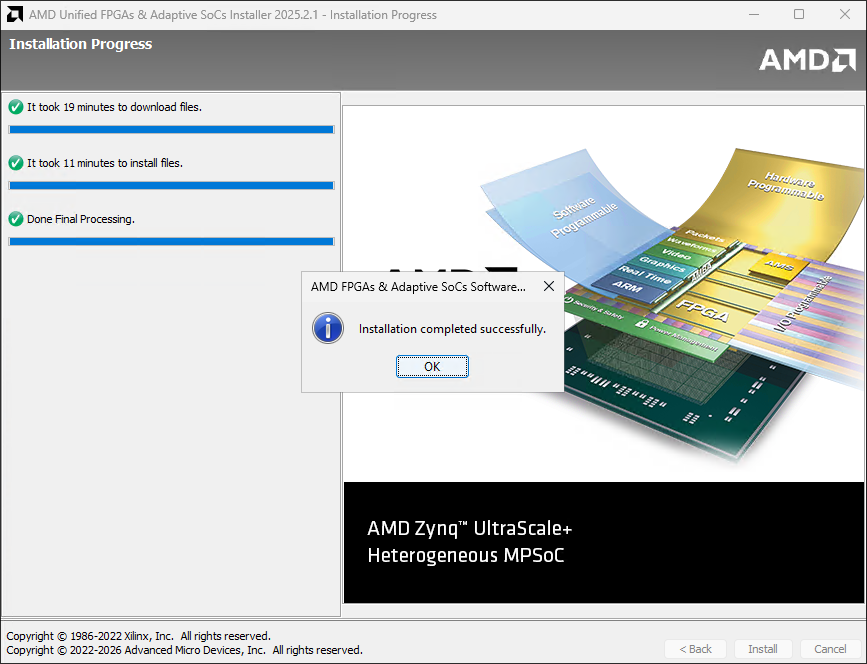 AMD Unified FPGAs & Adaptive SoCs Installer 2025.2.1 - Installation Progress
Installation Progress
AMD
It took 19 minutes to download files.
It took 11 minutes to install files.
Done Final Processing.
Software
Programmable
Hardware
Programmable
Packets
Waveforms
Video
Graphics
Real Time
ARM
AMS
FPGA
I/O Programmable
Security & Safety
Power Management
AMD FPGAs & Adaptive SoCs Software...
Installation completed successfully.
OK
AMD Zynq™ UltraScale+
Heterogeneous MPSoC
Copyright © 1986-2022 Xilinx, Inc. All rights reserved.
Copyright © 2022-2026 Advanced Micro Devices, Inc. All rights reserved.
< Back
Install
Cancel